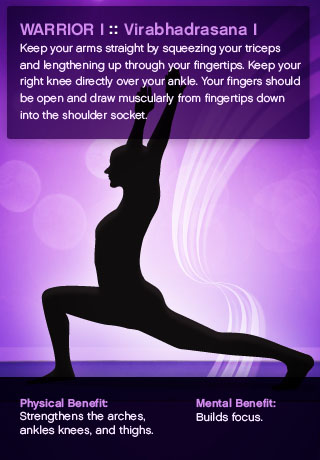 WARRIOR I :: Virabhadrasana I
Keep your arms straight by squeezing your triceps
and lengthening up through your fingertips. Keep your
right knee directly over your ankle. Your fingers should
be open and draw muscularly from fingertips down
into the shoulder socket.
Physical Benefit:
Strengthens the arches,
ankles knees, and thighs.
Mental Benefit:
Builds focus.